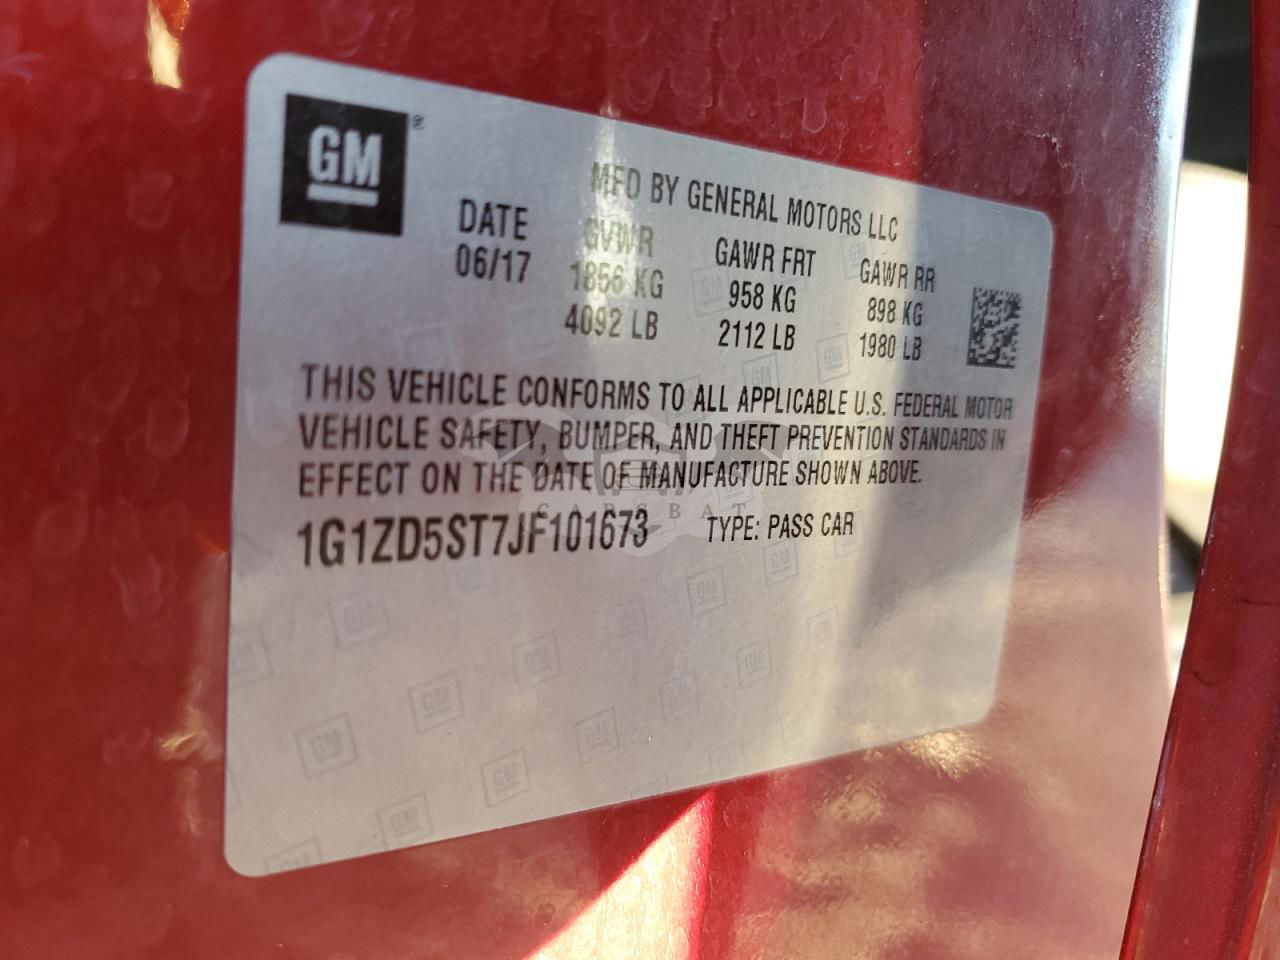 GM®
MFD BY GENERAL MOTORS LLC
DATE GVWR GAWR FRT GAWR RR
06/17 1856 KG 958 KG 898 KG
4092 LB 2112 LB 1980 LB
THIS VEHICLE CONFORMS TO ALL APPLICABLE U.S. FEDERAL MOTOR
VEHICLE SAFETY, BUMPER, AND THEFT PREVENTION STANDARDS IN
EFFECT ON THE DATE OF MANUFACTURE SHOWN ABOVE.
CAROBAT
1G1ZD5ST7JF101673 TYPE: PASS CAR